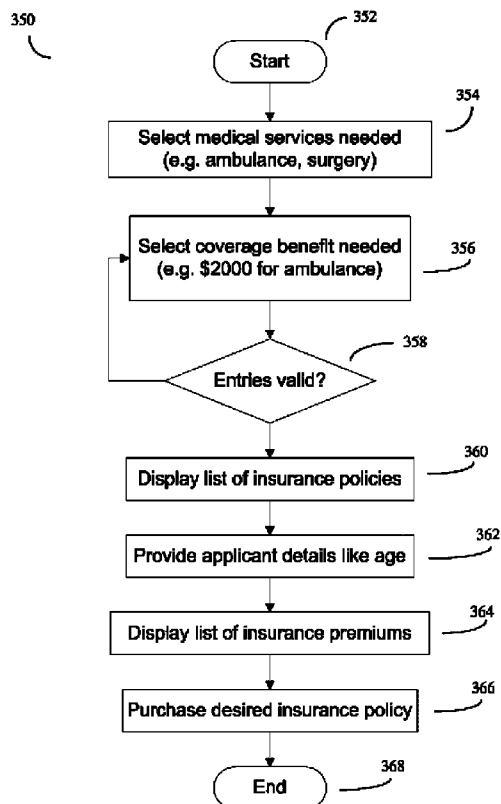 350
352
Start
354
Select medical services needed
(e.g. ambulance, surgery)
Select coverage benefit needed
(e.g. $2000 for ambulance)
356
358
Entries valid?
360
Display list of insurance policies
362
Provide applicant details like age
364
Display list of insurance premiums
366
Purchase desired insurance policy
End
368